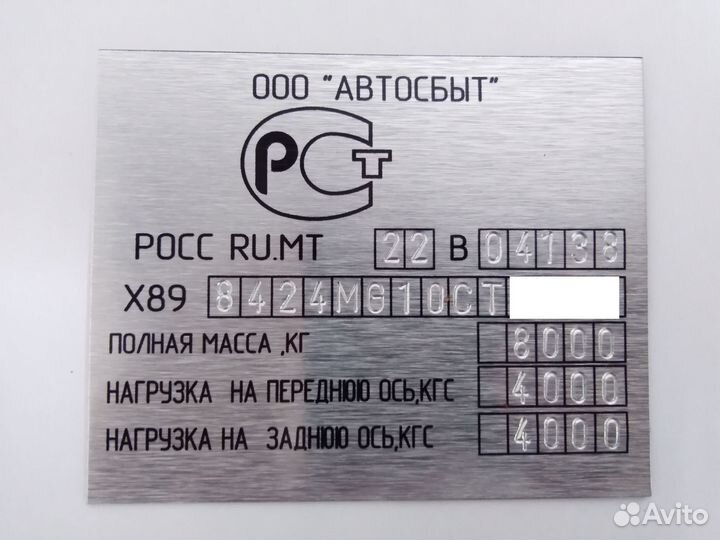 ООО "АВТОСБЫТ"
РСТ
РОСС RU.МТ 22 В 04138
X89 8424MG10CT
ПОЛНАЯ МАССА ,КГ 8000
НАГРУЗКА НА ПЕРЕДНЮЮ ОСЬ,КГС 4000
НАГРУЗКА НА ЗАДНЮЮ ОСЬ,КГС 4000
Avito